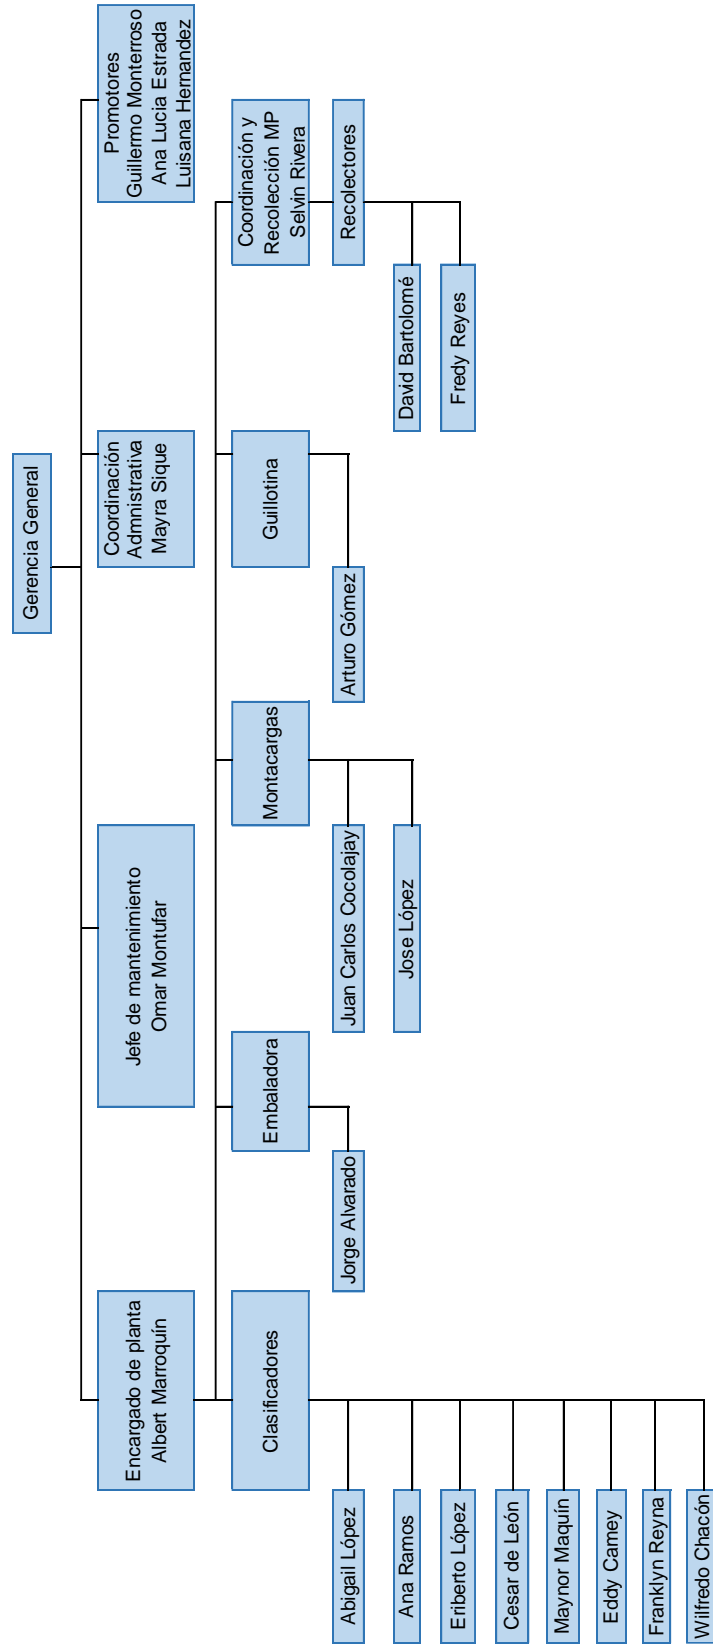 Gerencia General
Encargado de planta
Albert Marroquín
Jefe de mantenimiento
Omar Montufar
Coordinación
Admnistrativa
Mayra Sique
Promotores
Guillermo Monterroso
Ana Lucia Estrada
Luisana Hernandez
Clasificadores
Embaladora
Montacargas
Guillotina
Coordinación y
Recolección MP
Selvin Rivera
Abigail López
Ana Ramos
Eriberto López
Cesar de León
Maynor Maquín
Eddy Camey
Franklyn Reyna
Wilfredo Chacón
Jorge Alvarado
Juan Carlos Cocolajay
Jose López
Arturo Gómez
Recolectores
David Bartolomé
Fredy Reyes